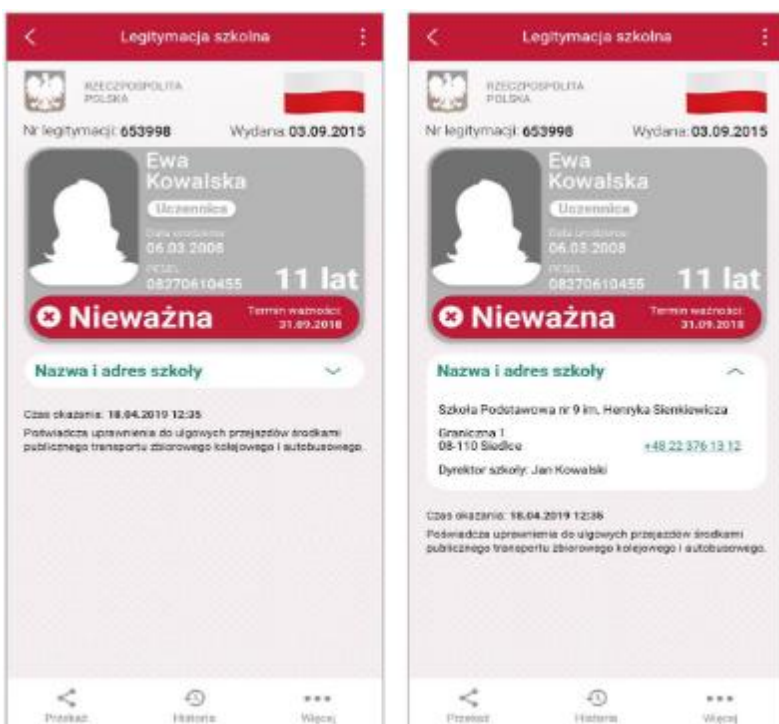 Legitymacja szkolna
RZECZPOSPOLITA
POLSKA
Nr legitymacji: 653998 Wydana: 03.09.2015
Ewa
Kowalska
Uczennica
Data urodzenia:
06.03.2008
PESEL:
08270610455
11 lat
Nieważna
Termin ważności:
31.09.2018
Nazwa i adres szkoły
Czas okazania: 18.04.2019 12:35
Poświadcza uprawnienia do ulgowych przejazdów środkami
publicznego transportu zbiorowego kolejowego i autobusowego.
Przekaż Historia Więcej
Legitymacja szkolna
RZECZPOSPOLITA
POLSKA
Nr legitymacji: 653998 Wydana: 03.09.2015
Ewa
Kowalska
Uczennica
Data urodzenia:
06.03.2008
PESEL:
08270610455
11 lat
Nieważna
Termin ważności:
31.09.2018
Nazwa i adres szkoły
Szkoła Podstawowa nr 9 im. Henryka Sienkiewicza
Graniczna 1
08-110 Siedlce +48 22 376 13 12
Dyrektor szkoły: Jan Kowalski
Czas okazania: 18.04.2019 12:36
Poświadcza uprawnienia do ulgowych przejazdów środkami
publicznego transportu zbiorowego kolejowego i autobusowego.
Przekaż Historia Więcej